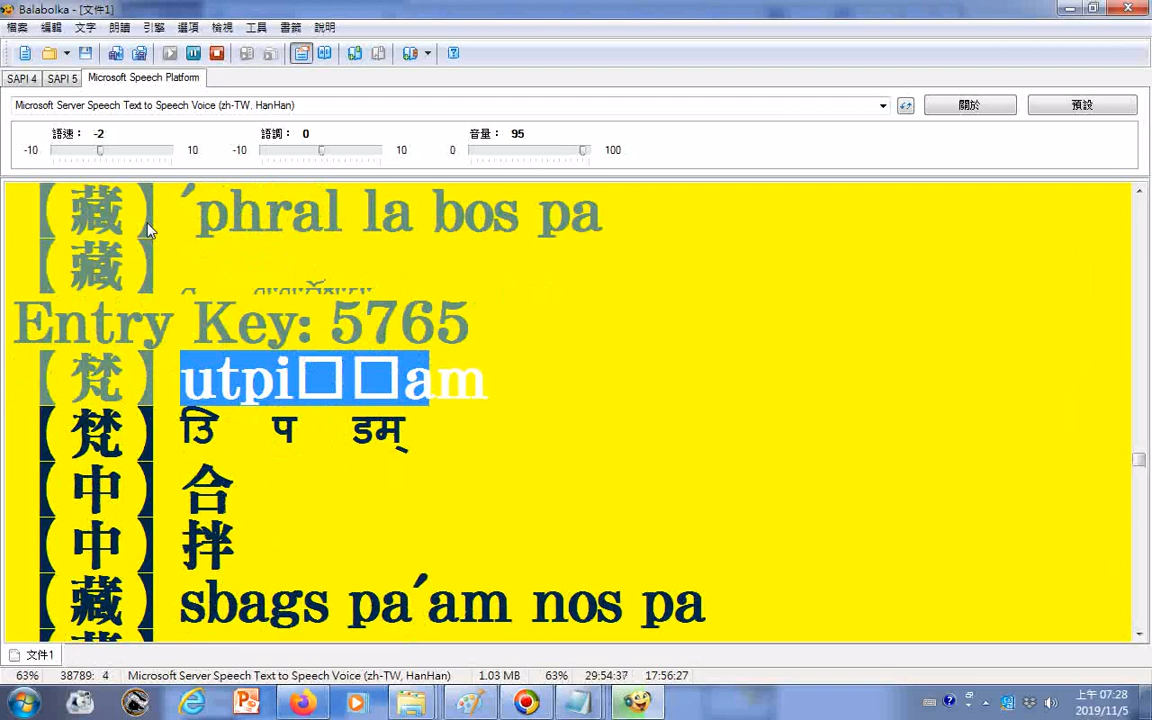 Balabolka - [文件1]
檔案 編輯 文字 朗讀 引擎 選項 檢視 工具 書籤 說明
SAPI 4 SAPI 5 Microsoft Speech Platform
Microsoft Server Speech Text to Speech Voice (zh-TW, HanHan) 關於 預設
語速： -2 語調： 0 音量： 95
-10 10 -10 10 0 100
【藏】 ′phral la bos pa
【藏】
Entry Key: 5765
【梵】 utpi□□am
【梵】
【中】 合
【中】 拌
【藏】 sbags pa′am nos pa
文件1
63% 38789: 4 Microsoft Server Speech Text to Speech Voice (zh-TW, HanHan) 1.03 MB 63% 29:54:37 17:56:27
上午 07:28
2019/11/5